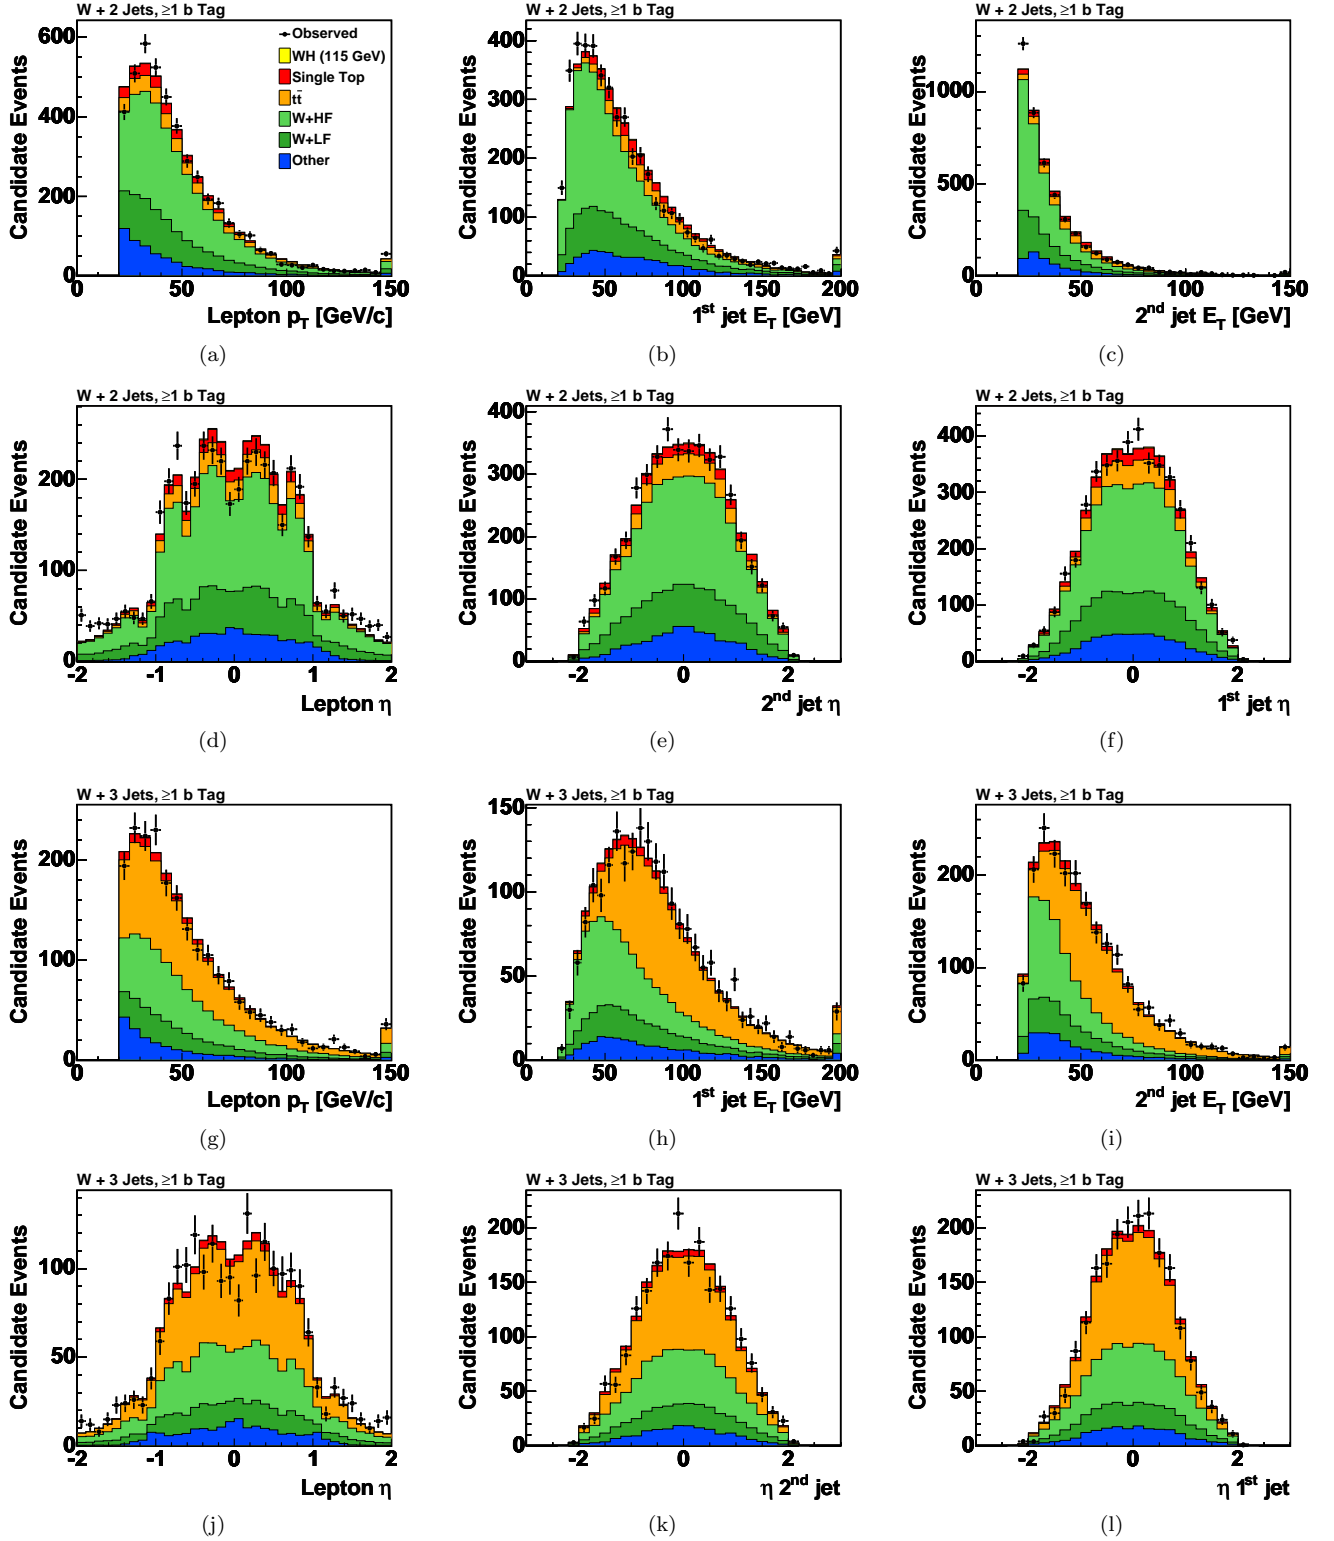 W + 2 Jets, ≥1 b Tag
Candidate Events
600
400
200
0
0 50 100 150
Lepton p_T [GeV/c]
Observed
WH (115 GeV)
Single Top
tt̄
W+HF
W+LF
Other
(a)
W + 2 Jets, ≥1 b Tag
Candidate Events
400
300
200
100
0
0 50 100 150 200
1^st jet E_T [GeV]
(b)
W + 2 Jets, ≥1 b Tag
Candidate Events
1000
500
0
0 50 100 150
2^nd jet E_T [GeV]
(c)
W + 2 Jets, ≥1 b Tag
Candidate Events
200
100
0
-2 -1 0 1 2
Lepton η
(d)
W + 2 Jets, ≥1 b Tag
Candidate Events
400
300
200
100
0
-2 0 2
2^nd jet η
(e)
W + 2 Jets, ≥1 b Tag
Candidate Events
400
300
200
100
0
-2 0 2
1^st jet η
(f)
W + 3 Jets, ≥1 b Tag
Candidate Events
200
100
0
0 50 100 150
Lepton p_T [GeV/c]
(g)
W + 3 Jets, ≥1 b Tag
Candidate Events
150
100
50
0
0 50 100 150 200
1^st jet E_T [GeV]
(h)
W + 3 Jets, ≥1 b Tag
Candidate Events
200
100
0
0 50 100 150
2^nd jet E_T [GeV]
(i)
W + 3 Jets, ≥1 b Tag
Candidate Events
100
50
0
-2 -1 0 1 2
Lepton η
(j)
W + 3 Jets, ≥1 b Tag
Candidate Events
200
150
100
50
0
-2 0 2
η 2^nd jet
(k)
W + 3 Jets, ≥1 b Tag
Candidate Events
200
150
100
50
0
-2 0 2
η 1^st jet
(l)